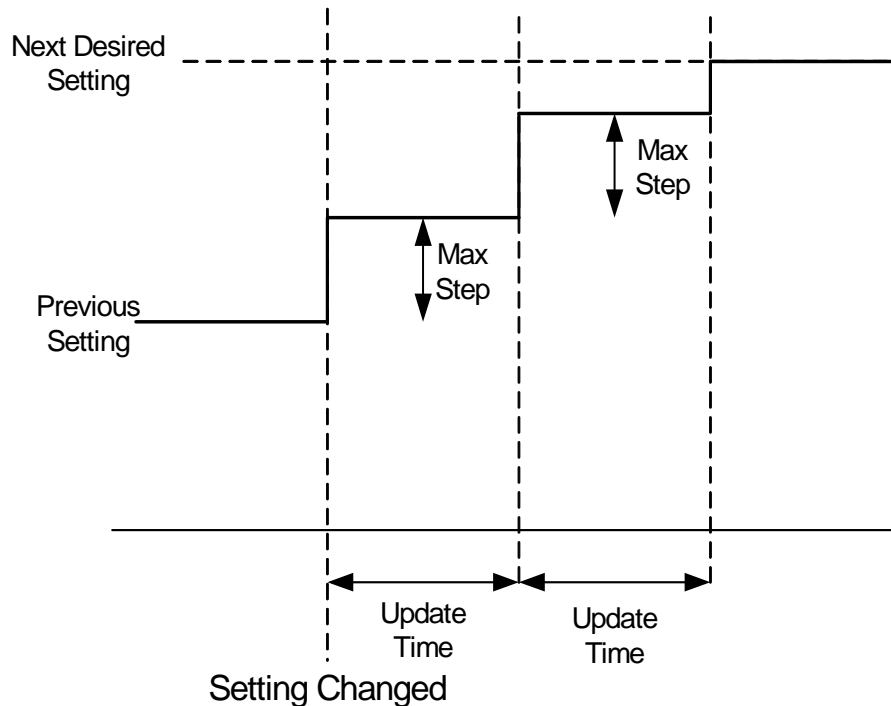 Next Desired
Setting
Max
Step
Max
Step
Previous
Setting
Update
Time
Update
Time
Setting Changed